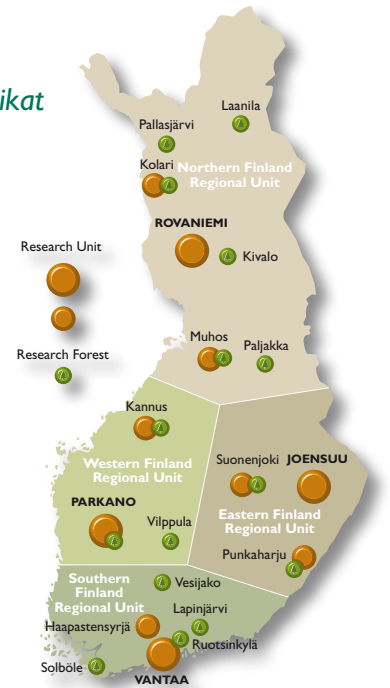 ikat
Laanila
Pallasjärvi
Kolari
Northern Finland
Regional Unit
ROVANIEMI
Kivalo
Research Unit
Research Forest
Muhos
Paljakka
Kannus
Western Finland
Regional Unit
Suonenjoki
JOENSUU
PARKANO
Vilppula
Eastern Finland
Regional Unit
Punkaharju
Southern
Finland
Regional Unit
Vesijako
Lapinjärvi
Haapastensyrjä
Ruotsinkylä
Solböle
VANTAA